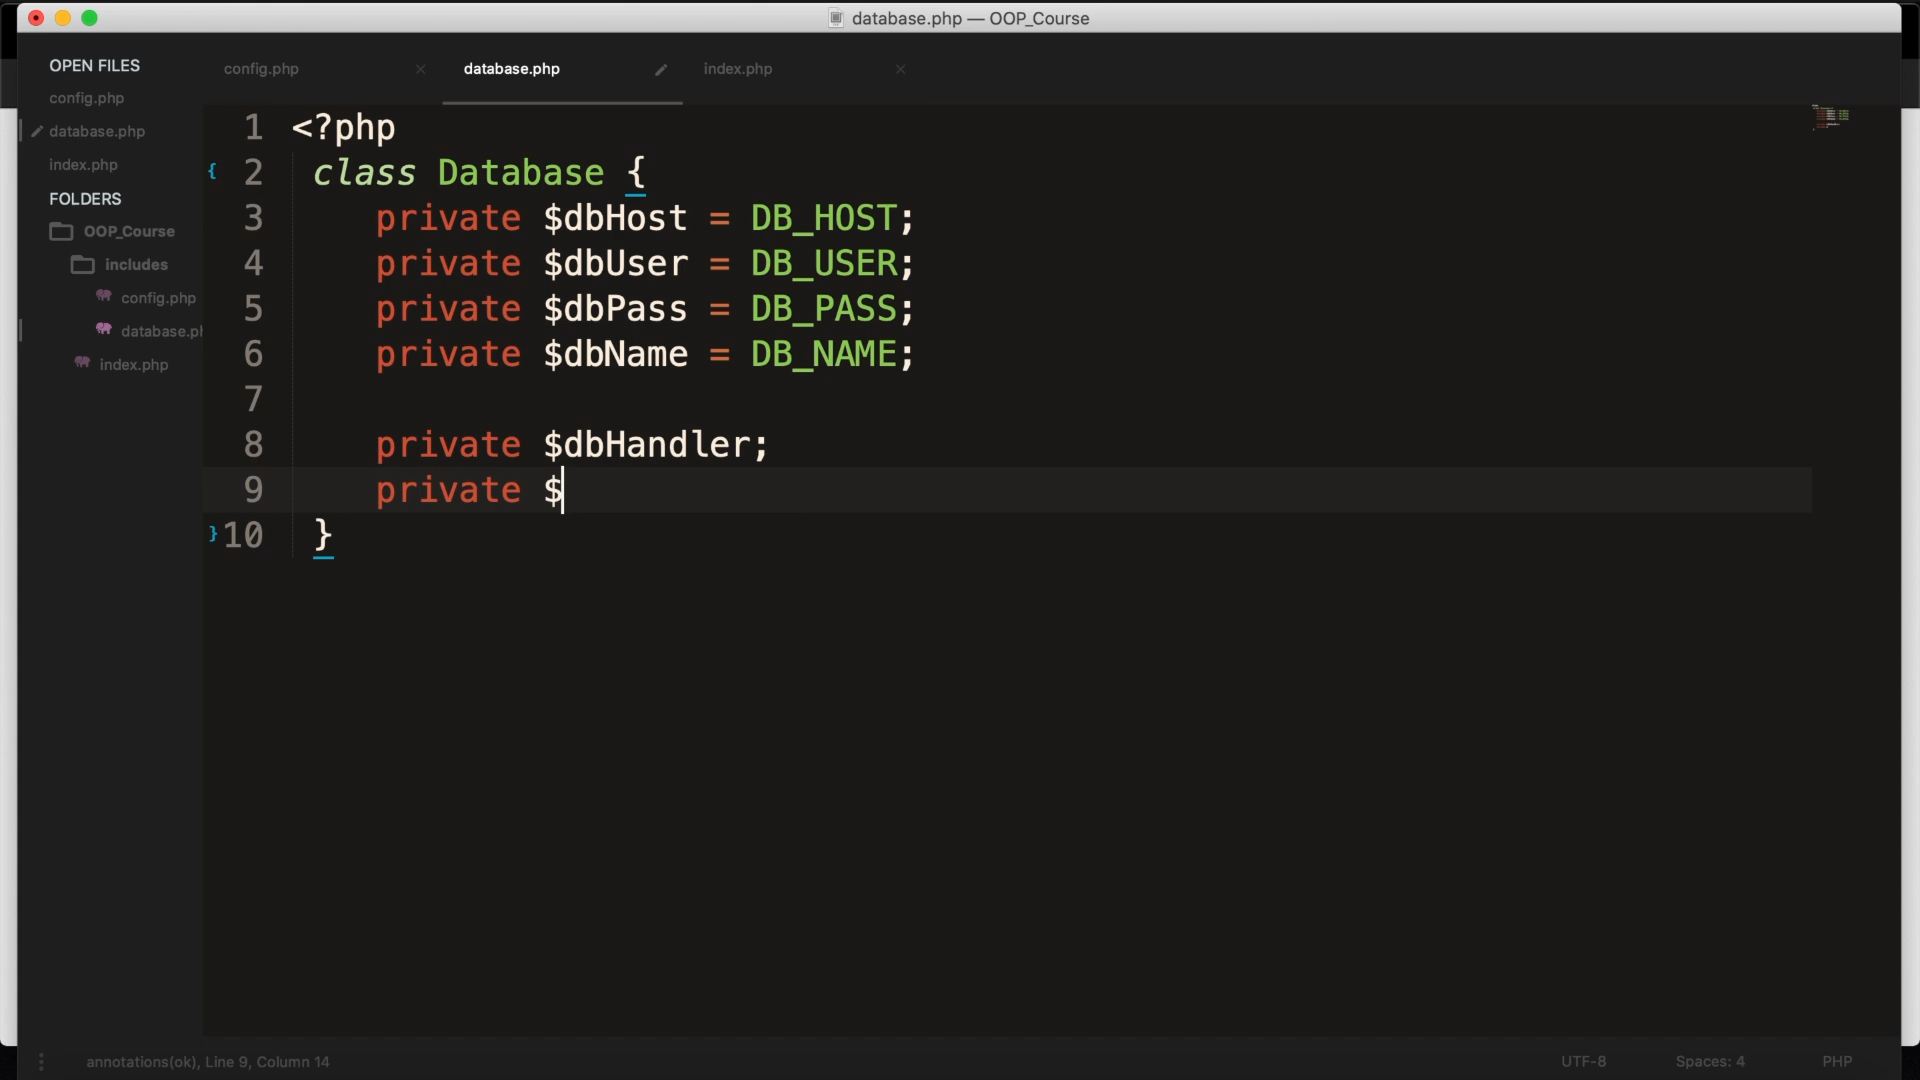 database.php — OOP_Course
OPEN FILES
config.php
database.php
index.php
FOLDERS
OOP_Course
includes
config.php
database.ph
index.php
config.php
database.php
index.php
1 <?php
{ 2 class Database {
3 private $dbHost = DB_HOST;
4 private $dbUser = DB_USER;
5 private $dbPass = DB_PASS;
6 private $dbName = DB_NAME;
7
8 private $dbHandler;
9 private $
} 10 }
annotations(ok), Line 9, Column 14
UTF-8
Spaces: 4
PHP